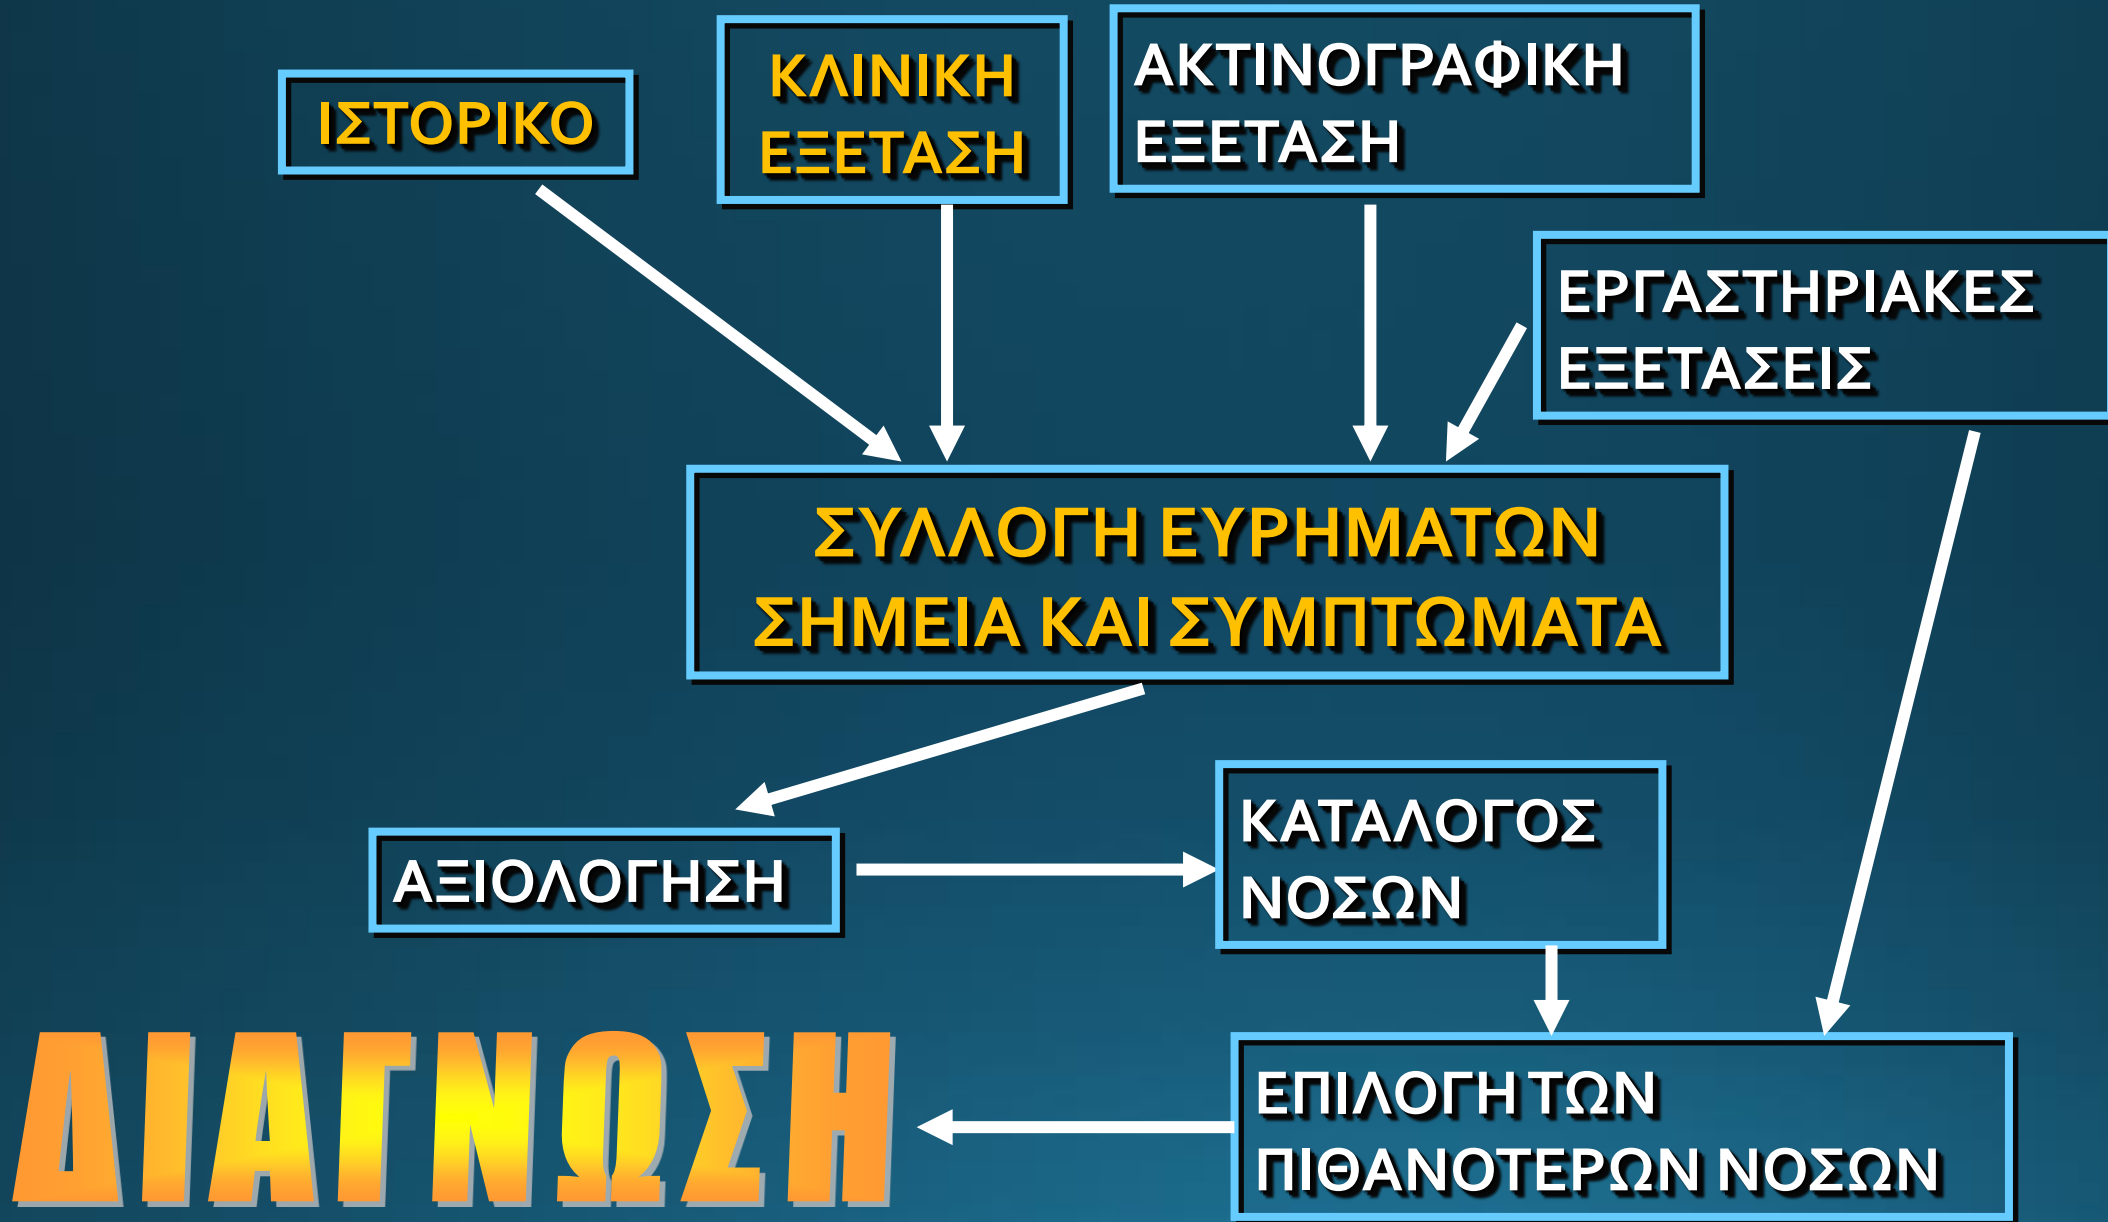 ΙΣΤΟΡΙΚΟ
ΚΛΙΝΙΚΗ
ΕΞΕΤΑΣΗ
ΑΚΤΙΝΟΓΡΑΦΙΚΗ
ΕΞΕΤΑΣΗ
ΕΡΓΑΣΤΗΡΙΑΚΕΣ
ΕΞΕΤΑΣΕΙΣ
ΣΥΛΛΟΓΗ ΕΥΡΗΜΑΤΩΝ
ΣΗΜΕΙΑ ΚΑΙ ΣΥΜΠΤΩΜΑΤΑ
ΑΞΙΟΛΟΓΗΣΗ
ΚΑΤΑΛΟΓΟΣ
ΝΟΣΩΝ
ΕΠΙΛΟΓΗ ΤΩΝ
ΠΙΘΑΝΟΤΕΡΩΝ ΝΟΣΩΝ
ΔΙΑΓΝΩΣΗ